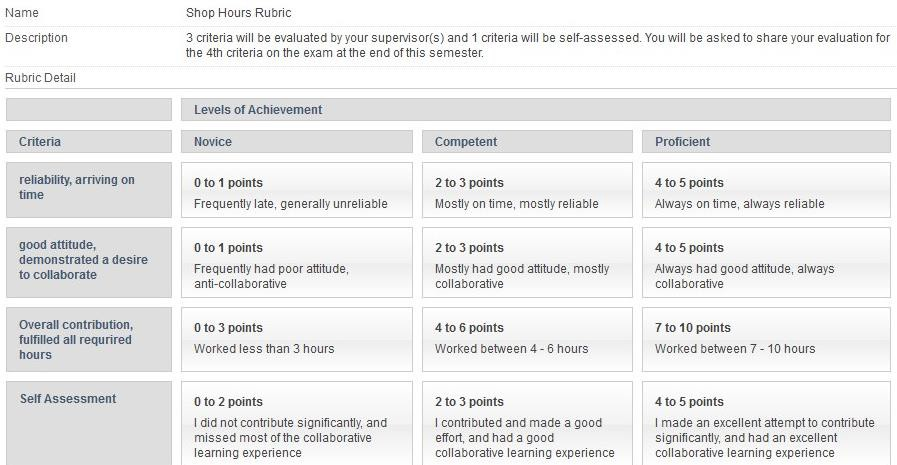 Name Shop Hours Rubric
Description 3 criteria will be evaluated by your supervisor(s) and 1 criteria will be self-assessed. You will be asked to share your evaluation for
the 4th criteria on the exam at the end of this semester.
Rubric Detail
Levels of Achievement
Criteria Novice Competent Proficient
reliability, arriving on
time
0 to 1 points
Frequently late, generally unreliable
2 to 3 points
Mostly on time, mostly reliable
4 to 5 points
Always on time, always reliable
good attitude,
demonstrated a desire
to collaborate
0 to 1 points
Frequently had poor attitude,
anti-collaborative
2 to 3 points
Mostly had good attitude, mostly
collaborative
4 to 5 points
Always had good attitude, always
collaborative
Overall contribution,
fulfilled all requrired
hours
0 to 3 points
Worked less than 3 hours
4 to 6 points
Worked between 4 - 6 hours
7 to 10 points
Worked between 7 - 10 hours
Self Assessment
0 to 2 points
I did not contribute significantly, and
missed most of the collaborative
learning experience
2 to 3 points
I contributed and made a good
effort, and had a good
collaborative learning experience
4 to 5 points
I made an excellent attempt to contribute
significantly, and had an excellent
collaborative learning experience